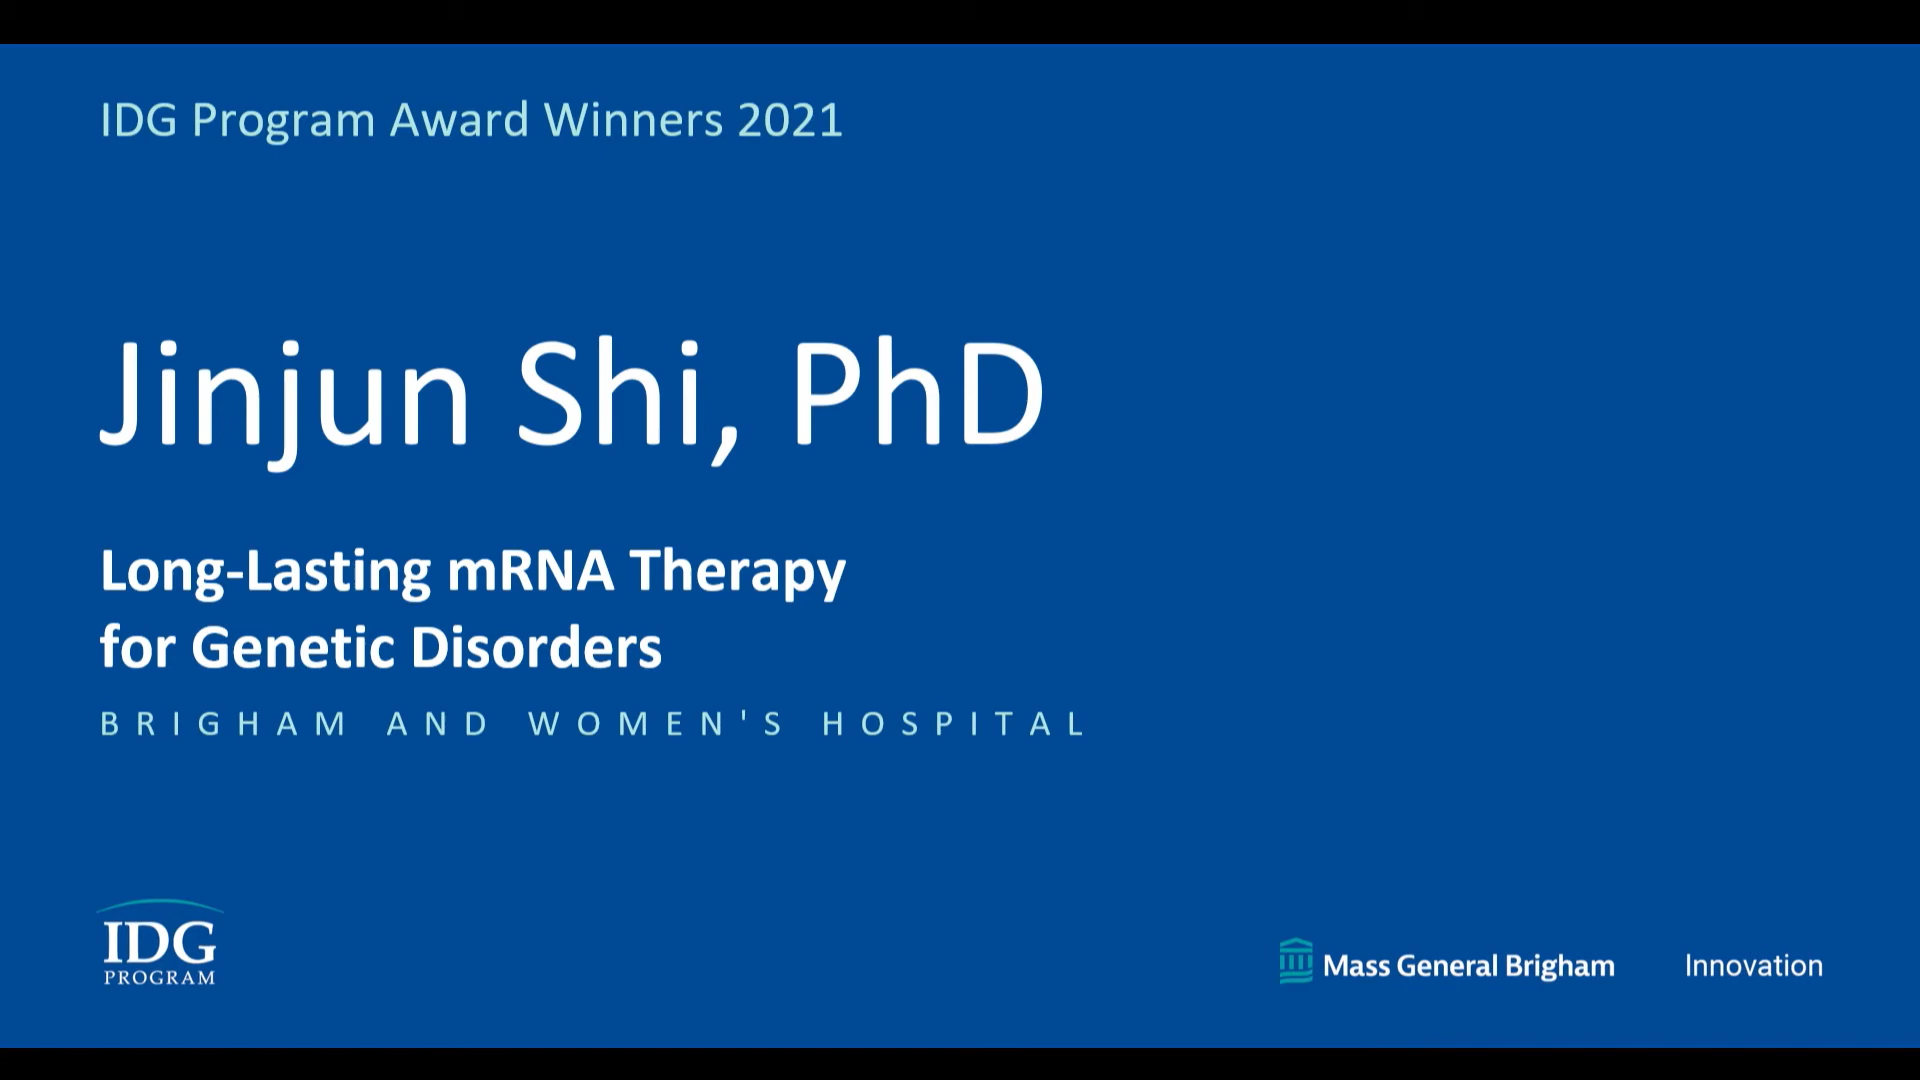 IDG Program Award Winners 2021
Jinjun Shi, PhD
Long-Lasting mRNA Therapy
for Genetic Disorders
BRIGHAM AND WOMEN'S HOSPITAL
IDG
PROGRAM
Mass General Brigham
Innovation